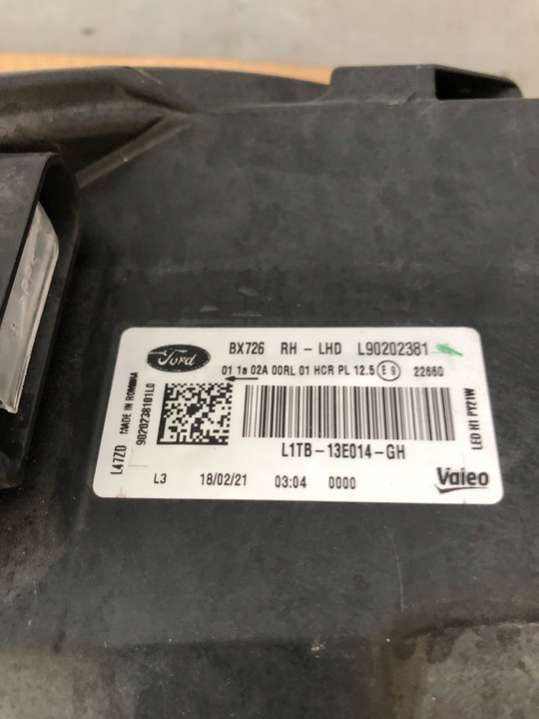 Ford BX726 RH - LHD L90202381
01 1a 02A 00RL 01 HCR PL 12.5 E9 22660
L1TB-13E014-GH
L3 18/02/21 03:04 0000
Valeo
L47ZD MADE IN ROMANIA
9020238101L0
LED H1 PY21W